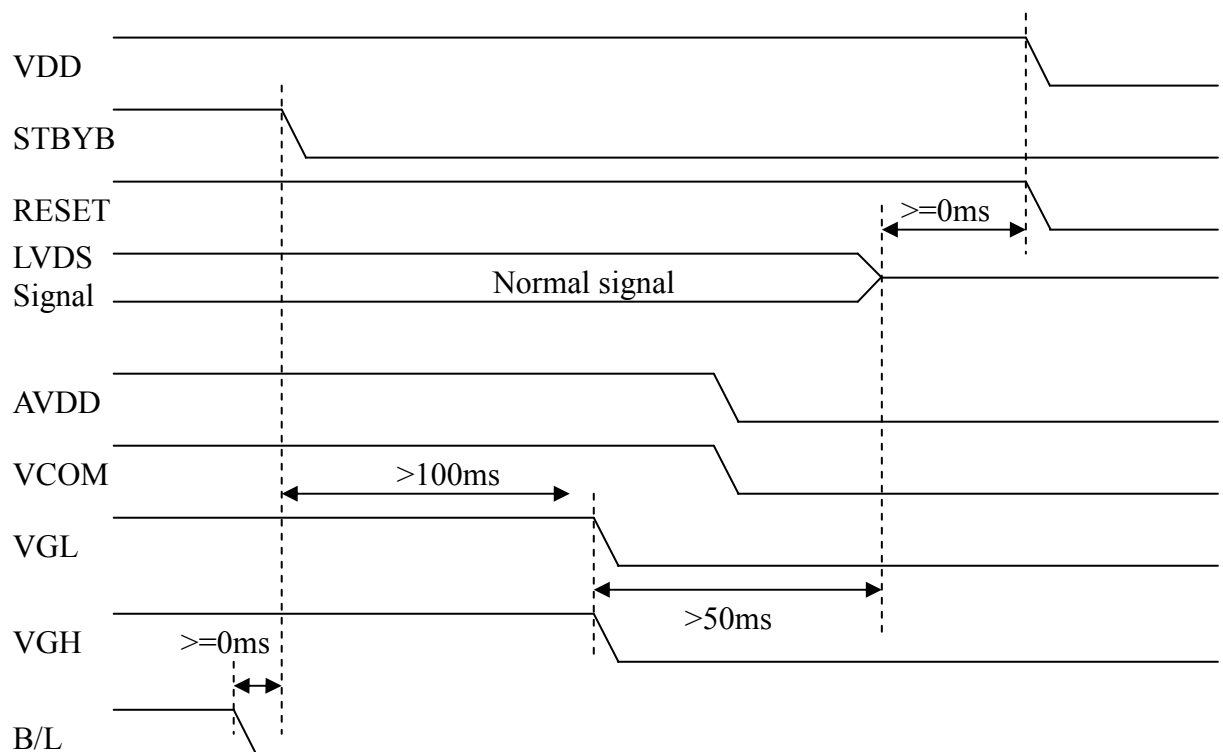 VDD
STBYB
RESET
>=0ms
LVDS
Signal
Normal signal
AVDD
VCOM
>100ms
VGL
>50ms
VGH
>=0ms
B/L